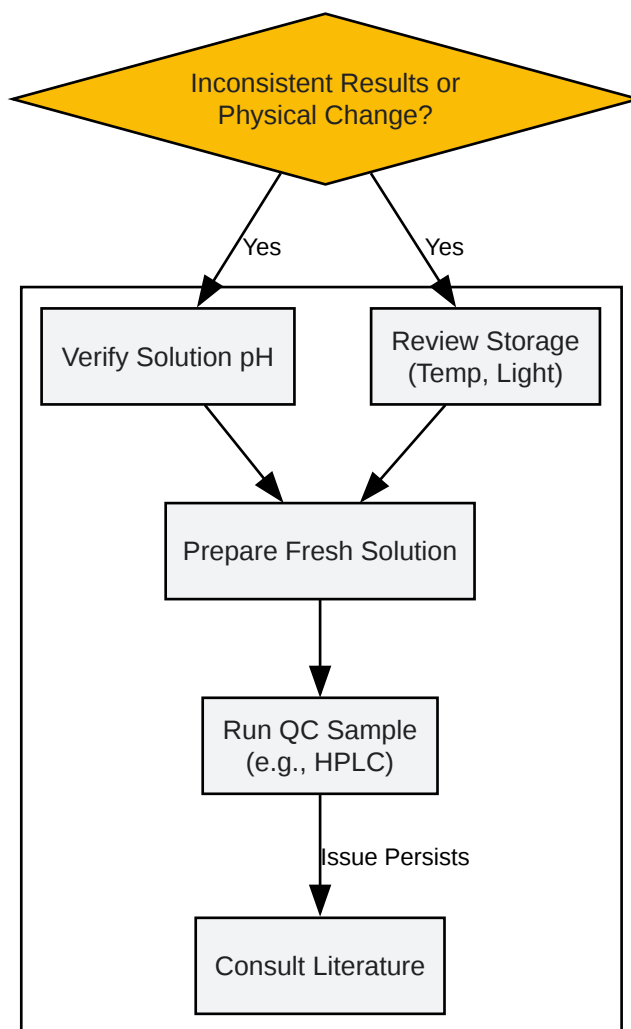 Inconsistent Results or
Physical Change?
Yes
Yes
Verify Solution pH
Review Storage
(Temp, Light)
Prepare Fresh Solution
Run QC Sample
(e.g., HPLC)
Issue Persists
Consult Literature